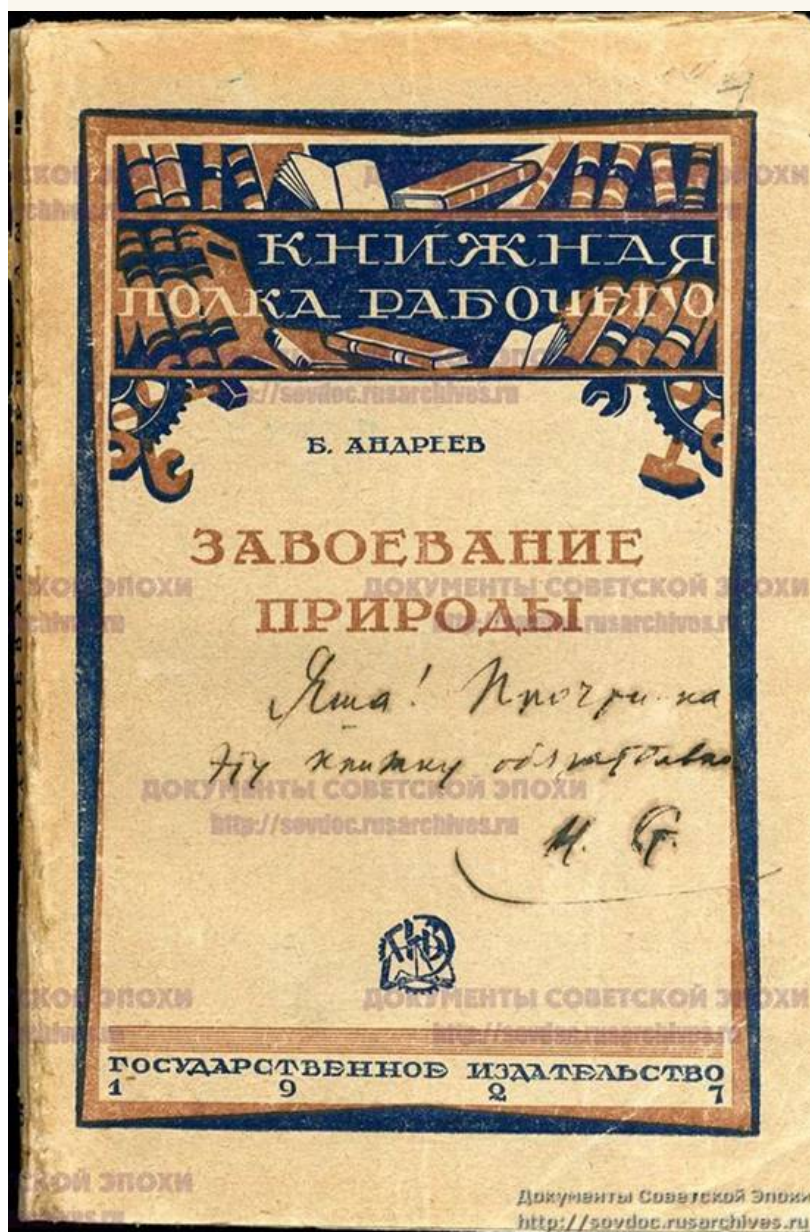 КНИЖНАЯ
ПОЛКА РАБОЧЕГО
Б. АНДРЕЕВ
ЗАВОЕВАНИЕ
ПРИРОДЫ
Яша! Прочти-ка
эту книжку обязательно
И. Ст.
ГОСУДАРСТВЕННОЕ ИЗДАТЕЛЬСТВО
1 9 2 7
ДОКУМЕНТЫ СОВЕТСКОЙ ЭПОХИ
http://sovdoc.rusarchives.ru
Документы Советской Эпохи
http://sovdoc.rusarchives.ru